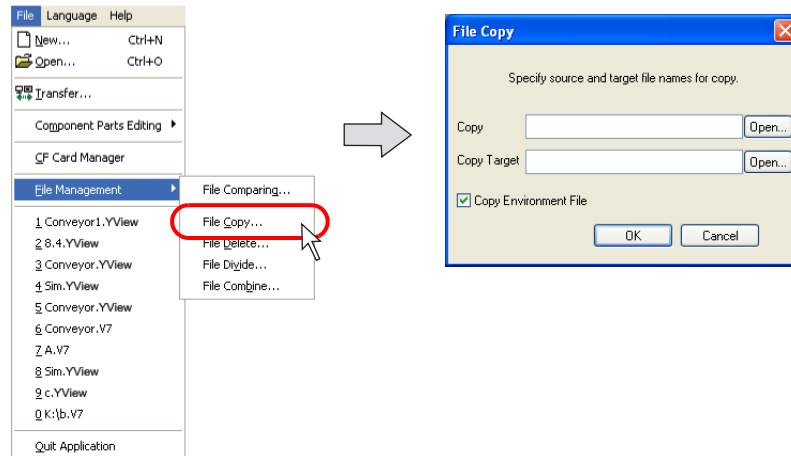 File Language Help
New... Ctrl+N
Open... Ctrl+O
Transfer...
Component Parts Editing
CF Card Manager
File Management
1 Conveyor1.YView
2 8.4.YView
3 Conveyor.YView
4 Sim.YView
5 Conveyor.YView
6 Conveyor.V7
7 A.V7
8 Sim.YView
9 c.YView
0 K:\b.V7
Quit Application
File Comparing...
File Copy...
File Delete...
File Divide...
File Combine...
File Copy
Specify source and target file names for copy.
Copy Open...
Copy Target Open...
Copy Environment File
OK Cancel